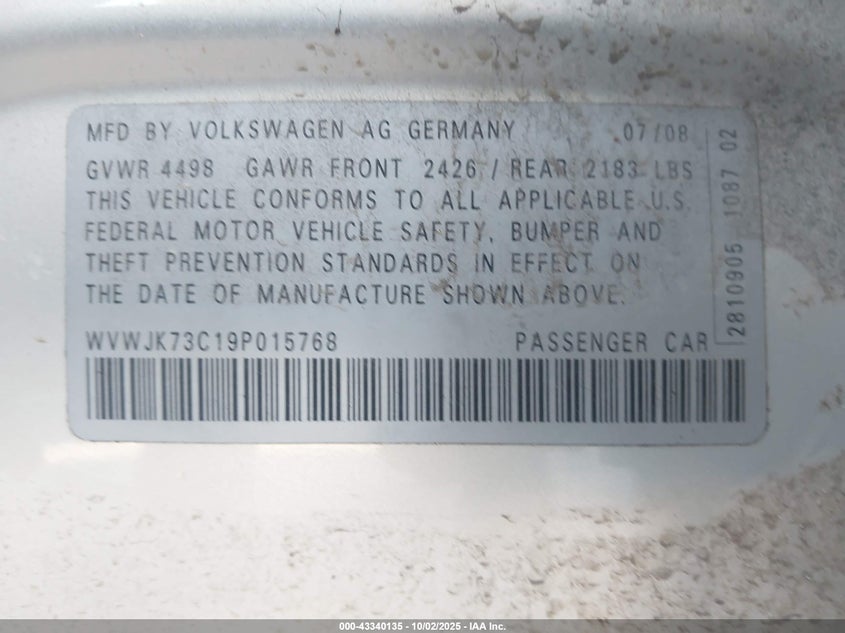 MFD BY VOLKSWAGEN AG GERMANY 07/08
GVWR 4498 GAWR FRONT 2426 / REAR 2183 LBS
THIS VEHICLE CONFORMS TO ALL APPLICABLE U.S.
FEDERAL MOTOR VEHICLE SAFETY, BUMPER AND
THEFT PREVENTION STANDARDS IN EFFECT ON
THE DATE OF MANUFACTURE SHOWN ABOVE.
WVWJK73C19P015768 PASSENGER CAR
2810905 1087 02
000-43340135 - 10/02/2025 - IAA Inc.